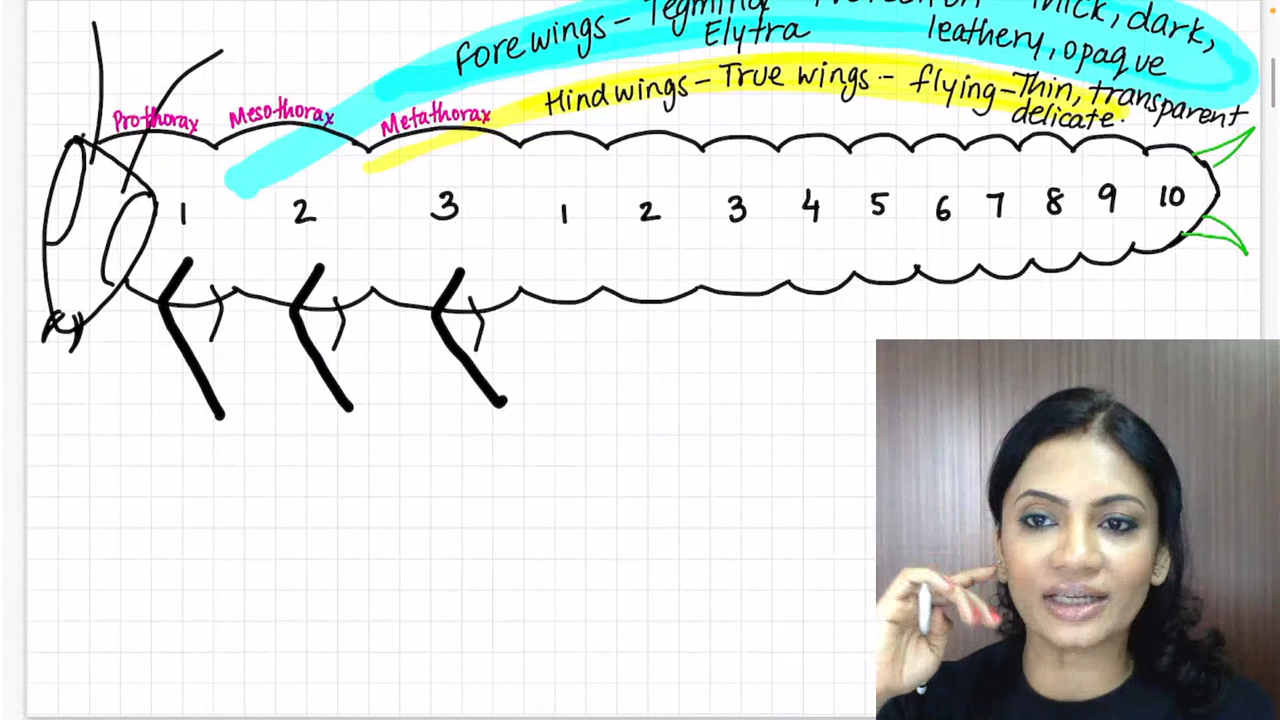 Fore wings – Tegmina – Protection – Thick, dark,
Elytra leathery, opaque
Hind wings – True wings – flying – Thin, transparent
delicate.
Prothorax Mesothorax Metathorax
1 2 3 1 2 3 4 5 6 7 8 9 10